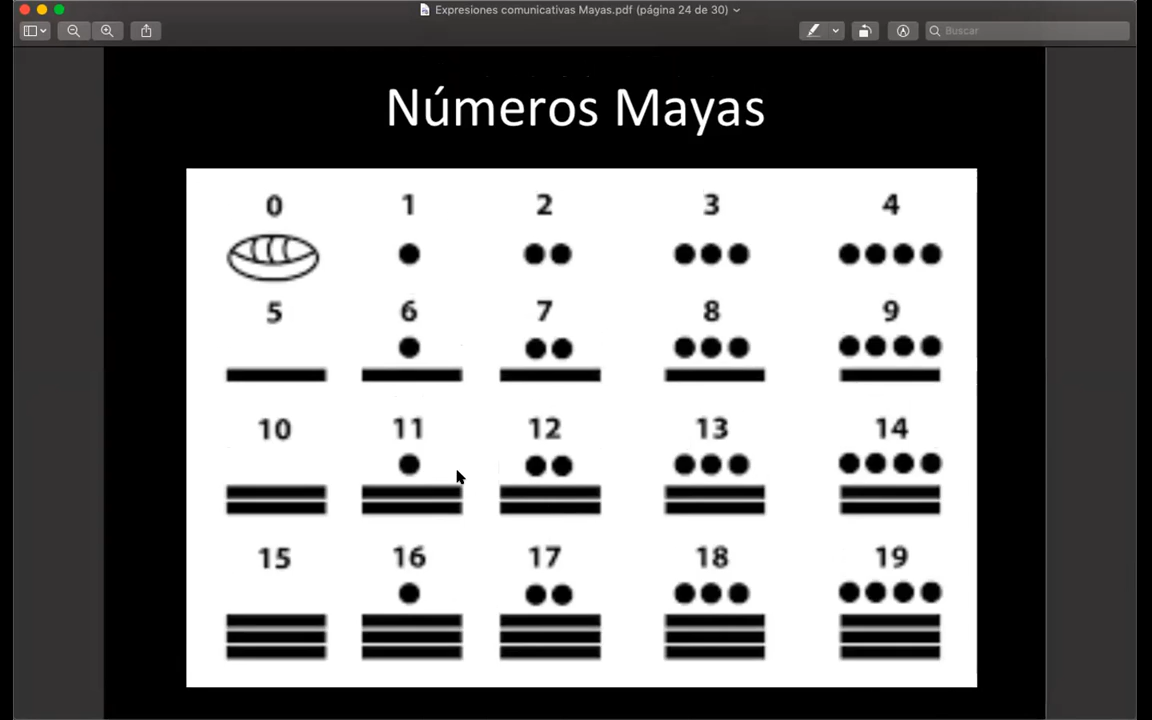 Expresiones comunicativas Mayas.pdf (página 24 de 30)
Buscar
Números Mayas
0 1 2 3 4
5 6 7 8 9
10 11 12 13 14
15 16 17 18 19